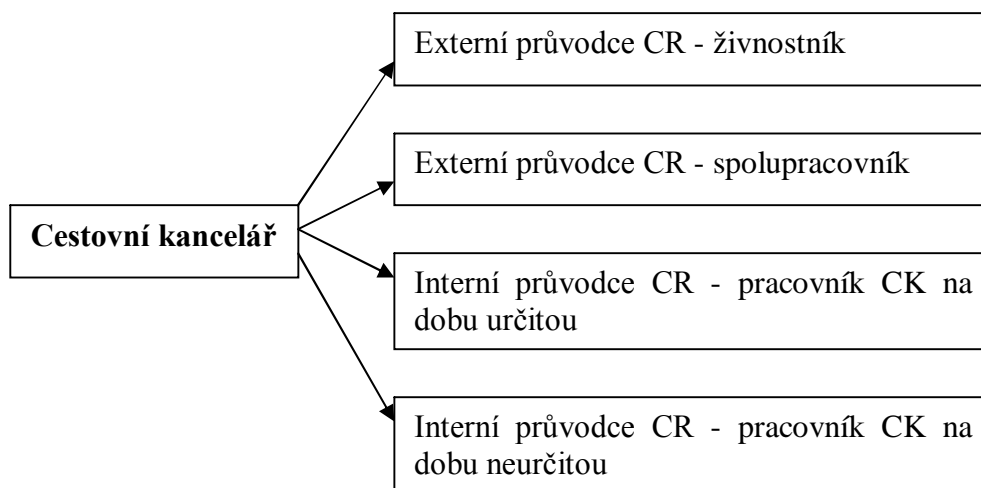 Externí průvodce CR - živnostník
Externí průvodce CR - spolupracovník
Cestovní kancelář
Interní průvodce CR - pracovník CK na
dobu určitou
Interní průvodce CR - pracovník CK na
dobu neurčitou